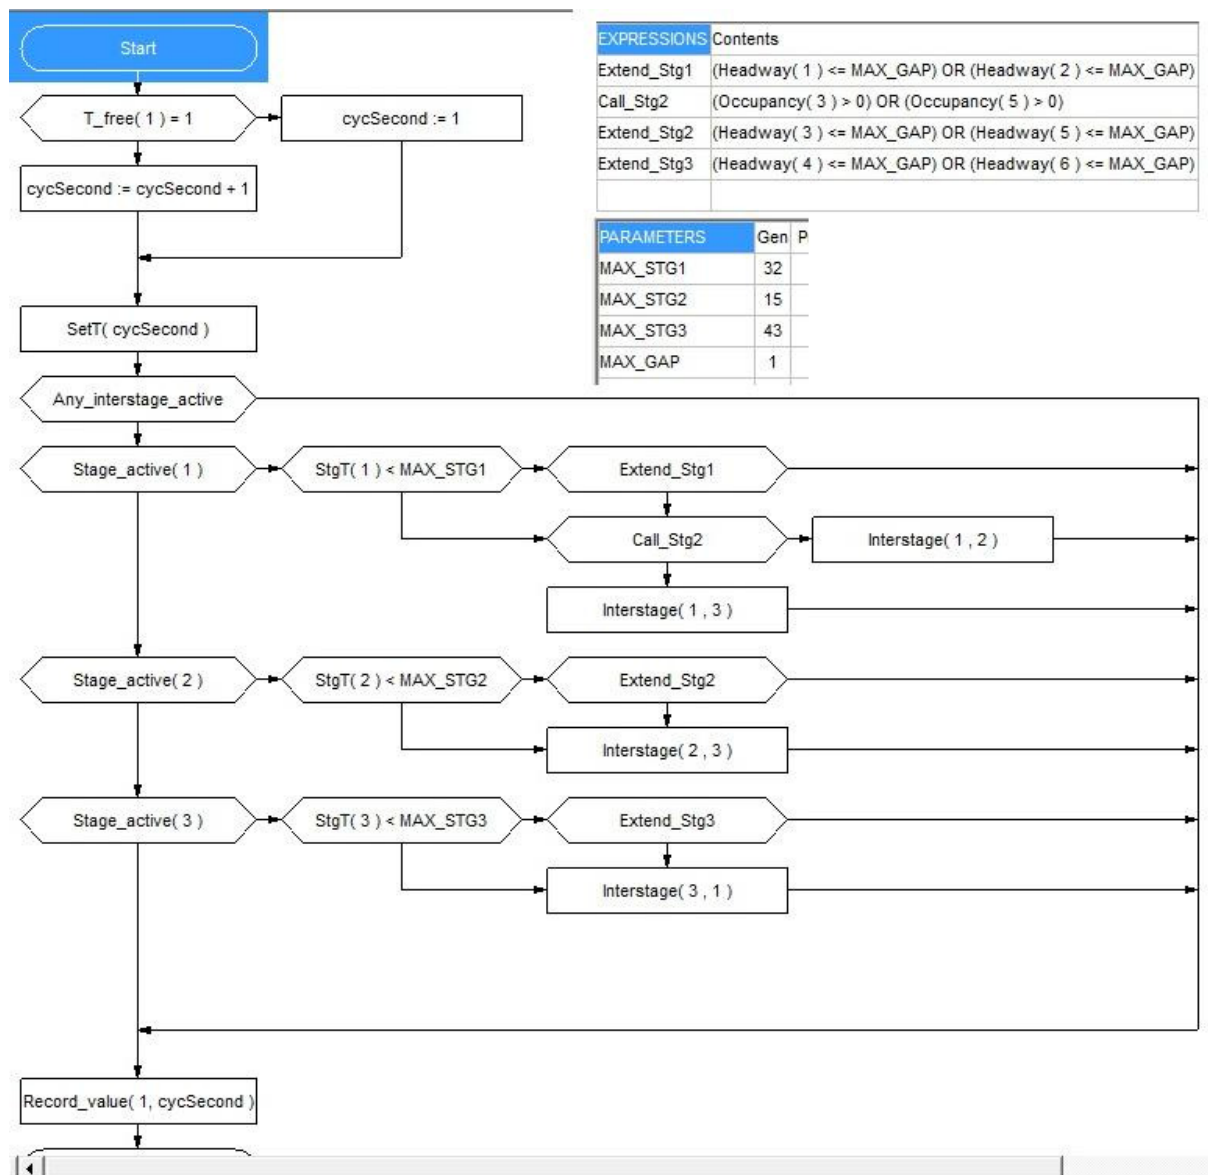 Start
T_free( 1 ) = 1
cycSecond := 1
cycSecond := cycSecond + 1
SetT( cycSecond )
Any_interstage_active
Stage_active( 1 )
StgT( 1 ) < MAX_STG1
Extend_Stg1
Call_Stg2
Interstage( 1 , 2 )
Interstage( 1 , 3 )
Stage_active( 2 )
StgT( 2 ) < MAX_STG2
Extend_Stg2
Interstage( 2 , 3 )
Stage_active( 3 )
StgT( 3 ) < MAX_STG3
Extend_Stg3
Interstage( 3 , 1 )
Record_value( 1, cycSecond )
EXPRESSIONS Contents
Extend_Stg1 (Headway( 1 ) <= MAX_GAP) OR (Headway( 2 ) <= MAX_GAP)
Call_Stg2 (Occupancy( 3 ) > 0) OR (Occupancy( 5 ) > 0)
Extend_Stg2 (Headway( 3 ) <= MAX_GAP) OR (Headway( 5 ) <= MAX_GAP)
Extend_Stg3 (Headway( 4 ) <= MAX_GAP) OR (Headway( 6 ) <= MAX_GAP)
PARAMETERS Gen
MAX_STG1 32
MAX_STG2 15
MAX_STG3 43
MAX_GAP 1